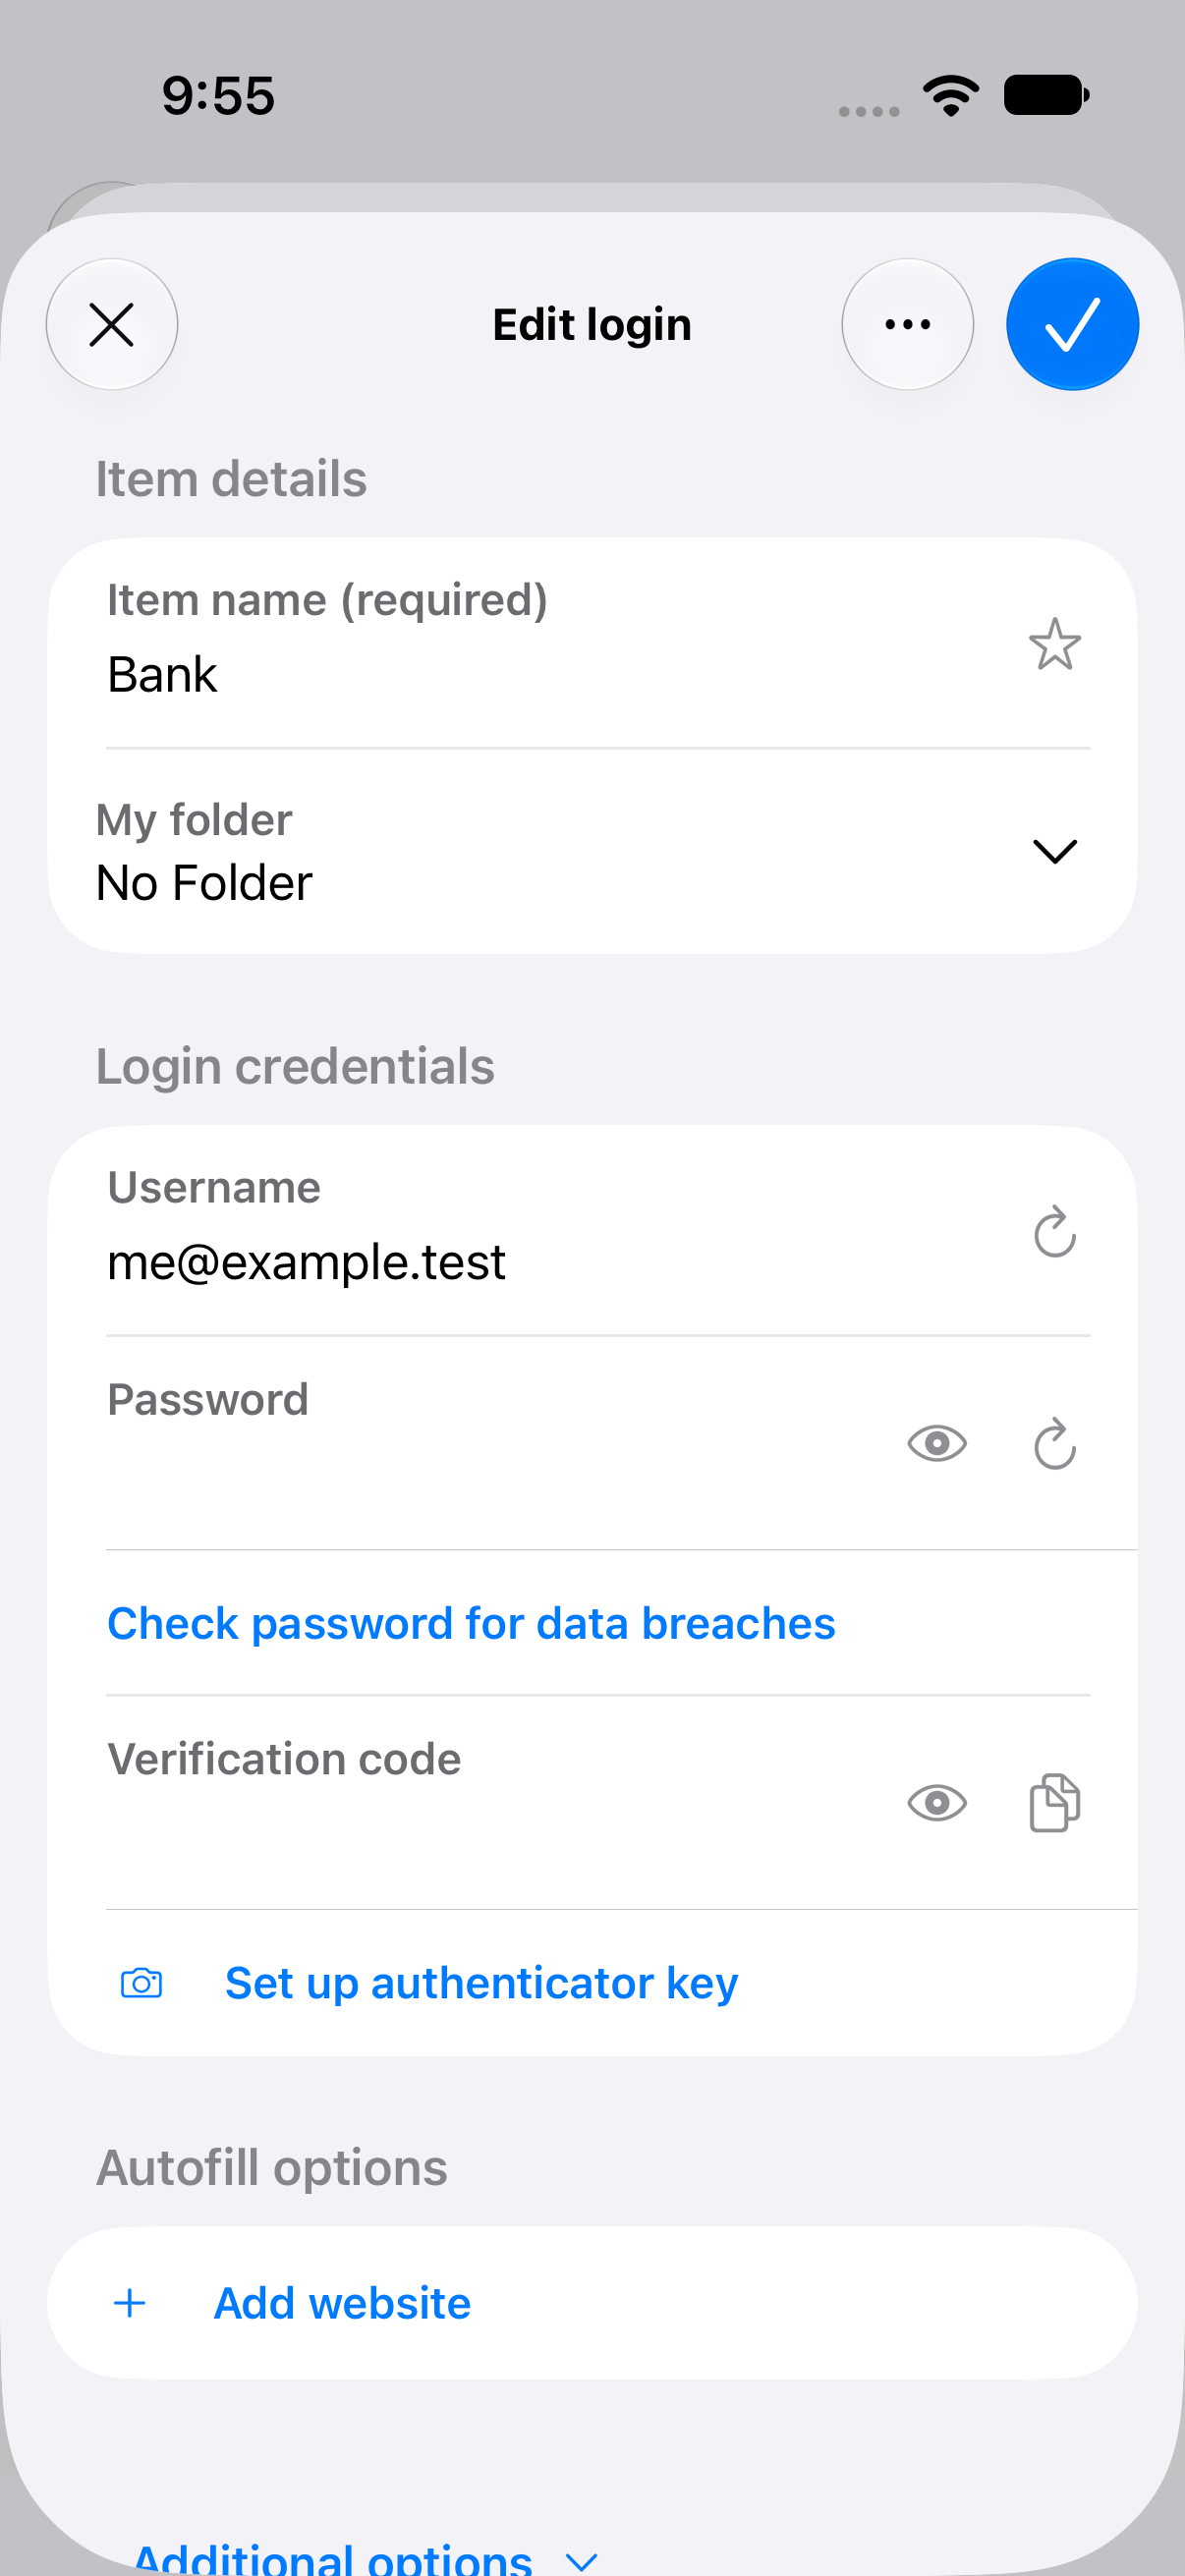 9:55
Edit login
Item details
Item name (required)
Bank
My folder
No Folder
Login credentials
Username
me@example.test
Password
Check password for data breaches
Verification code
Set up authenticator key
Autofill options
Add website
Additional options